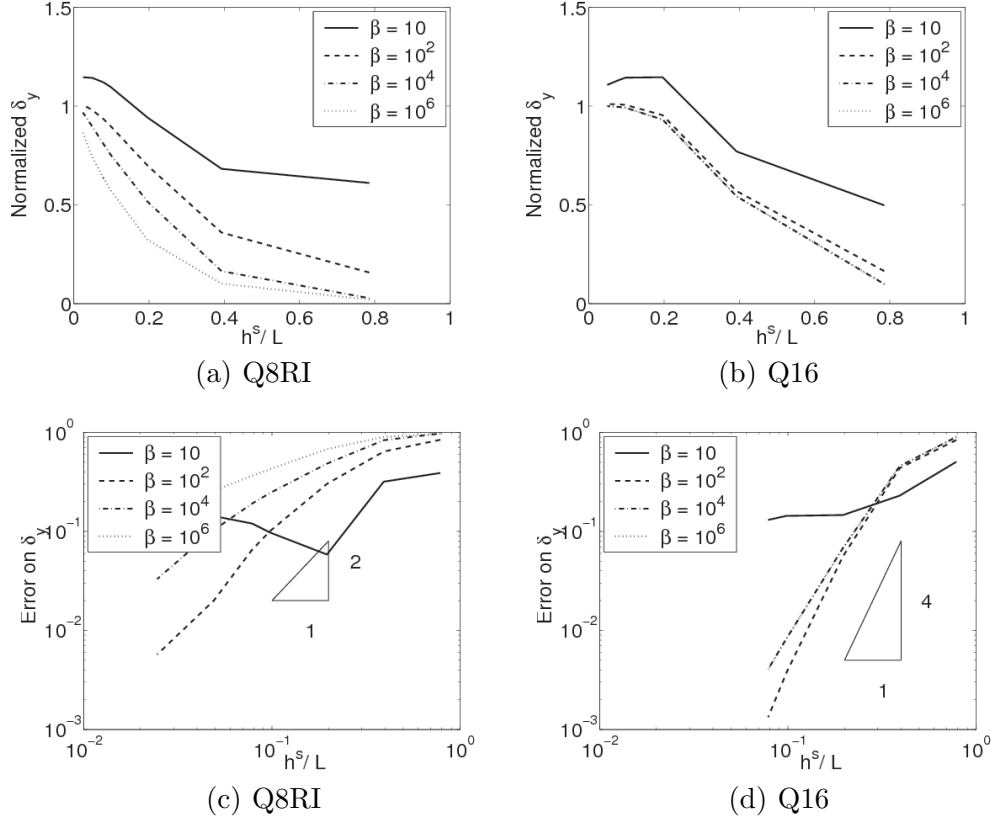 1.5
1
0.5
0
Normalized δy
β = 10
β = 10²
β = 10⁴
β = 10⁶
0 0.2 0.4 0.6 0.8 1
hˢ/ L
(a) Q8RI
1.5
1
0.5
0
Normalized δy
β = 10
β = 10²
β = 10⁴
β = 10⁶
0 0.2 0.4 0.6 0.8 1
hˢ/ L
(b) Q16
10⁰
10⁻¹
10⁻²
10⁻³
Error on δy
β = 10
β = 10²
β = 10⁴
β = 10⁶
2
1
10⁻² 10⁻¹ 10⁰
hˢ/ L
(c) Q8RI
10⁰
10⁻¹
10⁻²
10⁻³
Error on δy
β = 10
β = 10²
β = 10⁴
β = 10⁶
4
1
10⁻² 10⁻¹ 10⁰
hˢ/ L
(d) Q16